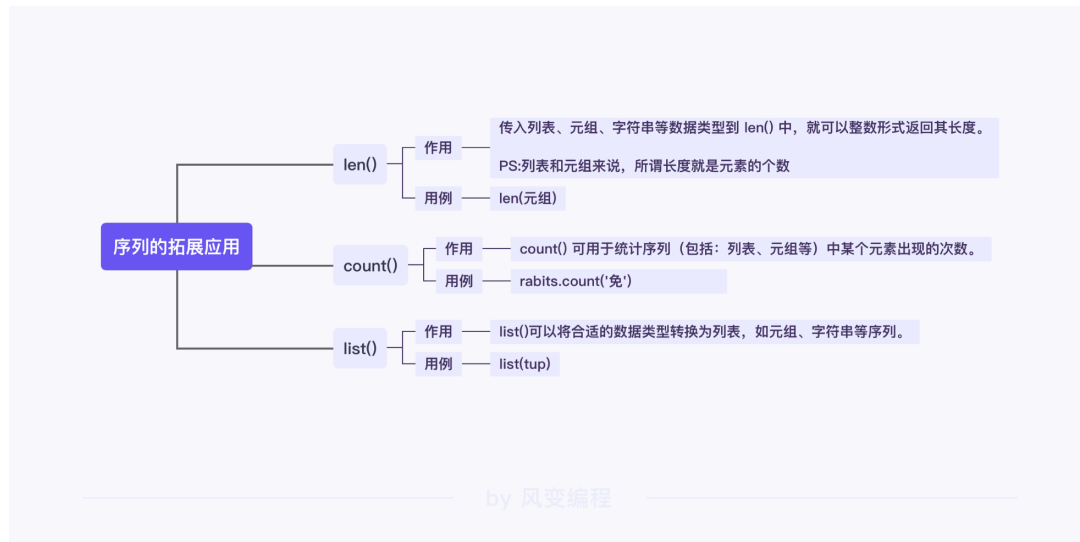 序列的拓展应用
len()
作用
传入列表、元组、字符串等数据类型到 len() 中，就可以整数形式返回其长度。
PS:列表和元组来说，所谓长度就是元素的个数
用例
len(元组)
count()
作用
count() 可用于统计序列（包括：列表、元组等）中某个元素出现的次数。
用例
rabits.count('免')
list()
作用
list()可以将合适的数据类型转换为列表，如元组、字符串等序列。
用例
list(tup)
by 风变编程